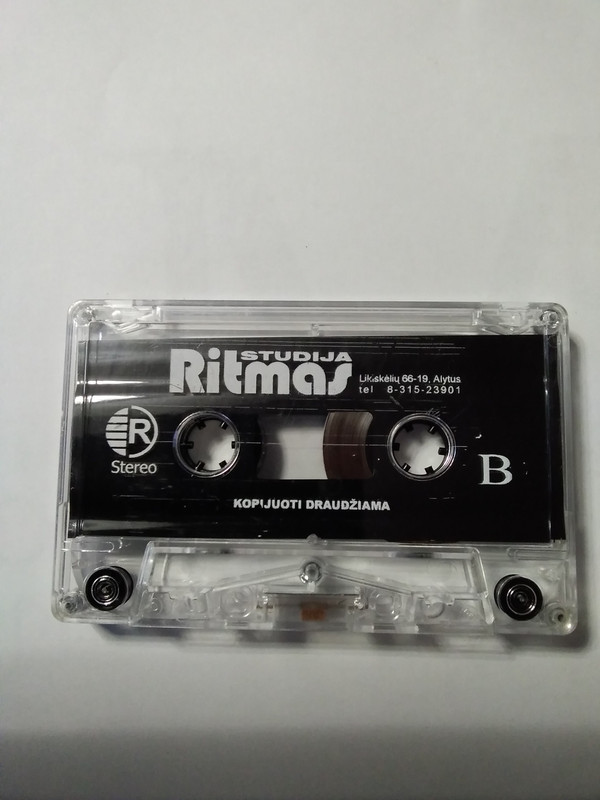 STUDIJA
Ritmas
Likiškėlių 66-19, Alytus
tel 8-315-23901
R
Stereo
B
KOPIJUOTI DRAUDŽIAMA